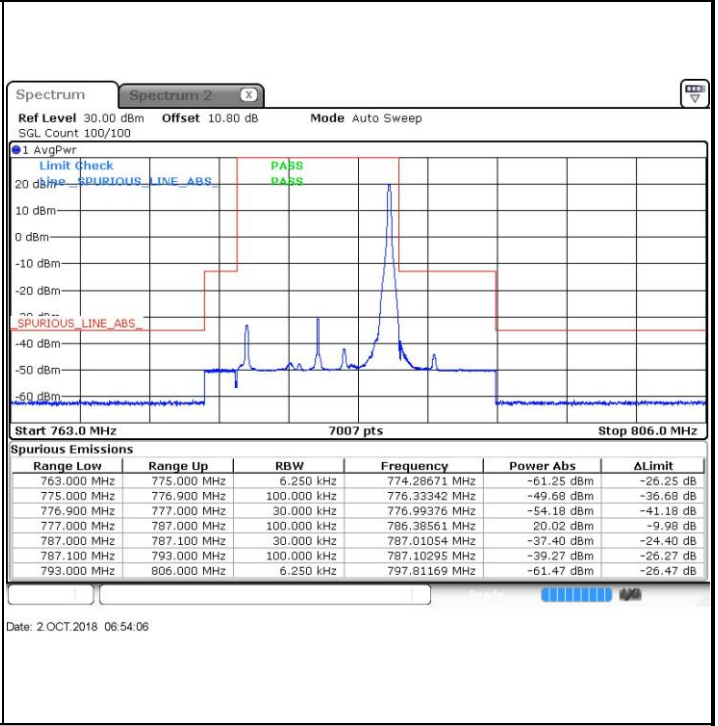 Spectrum Spectrum 2 X
Ref Level 30.00 dBm Offset 10.80 dB Mode Auto Sweep
SGL Count 100/100
1 AvgPwr
Limit Check PASS
20 dBm Line _SPURIOUS_LINE_ABS_ PASS
10 dBm
0 dBm
-10 dBm
-20 dBm
_SPURIOUS_LINE_ABS_
-40 dBm
-50 dBm
-60 dBm
Start 763.0 MHz 7007 pts Stop 806.0 MHz
Spurious Emissions
Range Low Range Up RBW Frequency Power Abs ΔLimit
763.000 MHz 775.000 MHz 6.250 kHz 774.28671 MHz -61.25 dBm -26.25 dB
775.000 MHz 776.900 MHz 100.000 kHz 776.33342 MHz -49.68 dBm -36.68 dB
776.900 MHz 777.000 MHz 30.000 kHz 776.99376 MHz -54.18 dBm -41.18 dB
777.000 MHz 787.000 MHz 100.000 kHz 786.38561 MHz 20.02 dBm -9.98 dB
787.000 MHz 787.100 MHz 30.000 kHz 787.01054 MHz -37.40 dBm -24.40 dB
787.100 MHz 793.000 MHz 100.000 kHz 787.10295 MHz -39.27 dBm -26.27 dB
793.000 MHz 806.000 MHz 6.250 kHz 797.81169 MHz -61.47 dBm -26.47 dB
Ready
Date: 2.OCT.2018 06:54:06